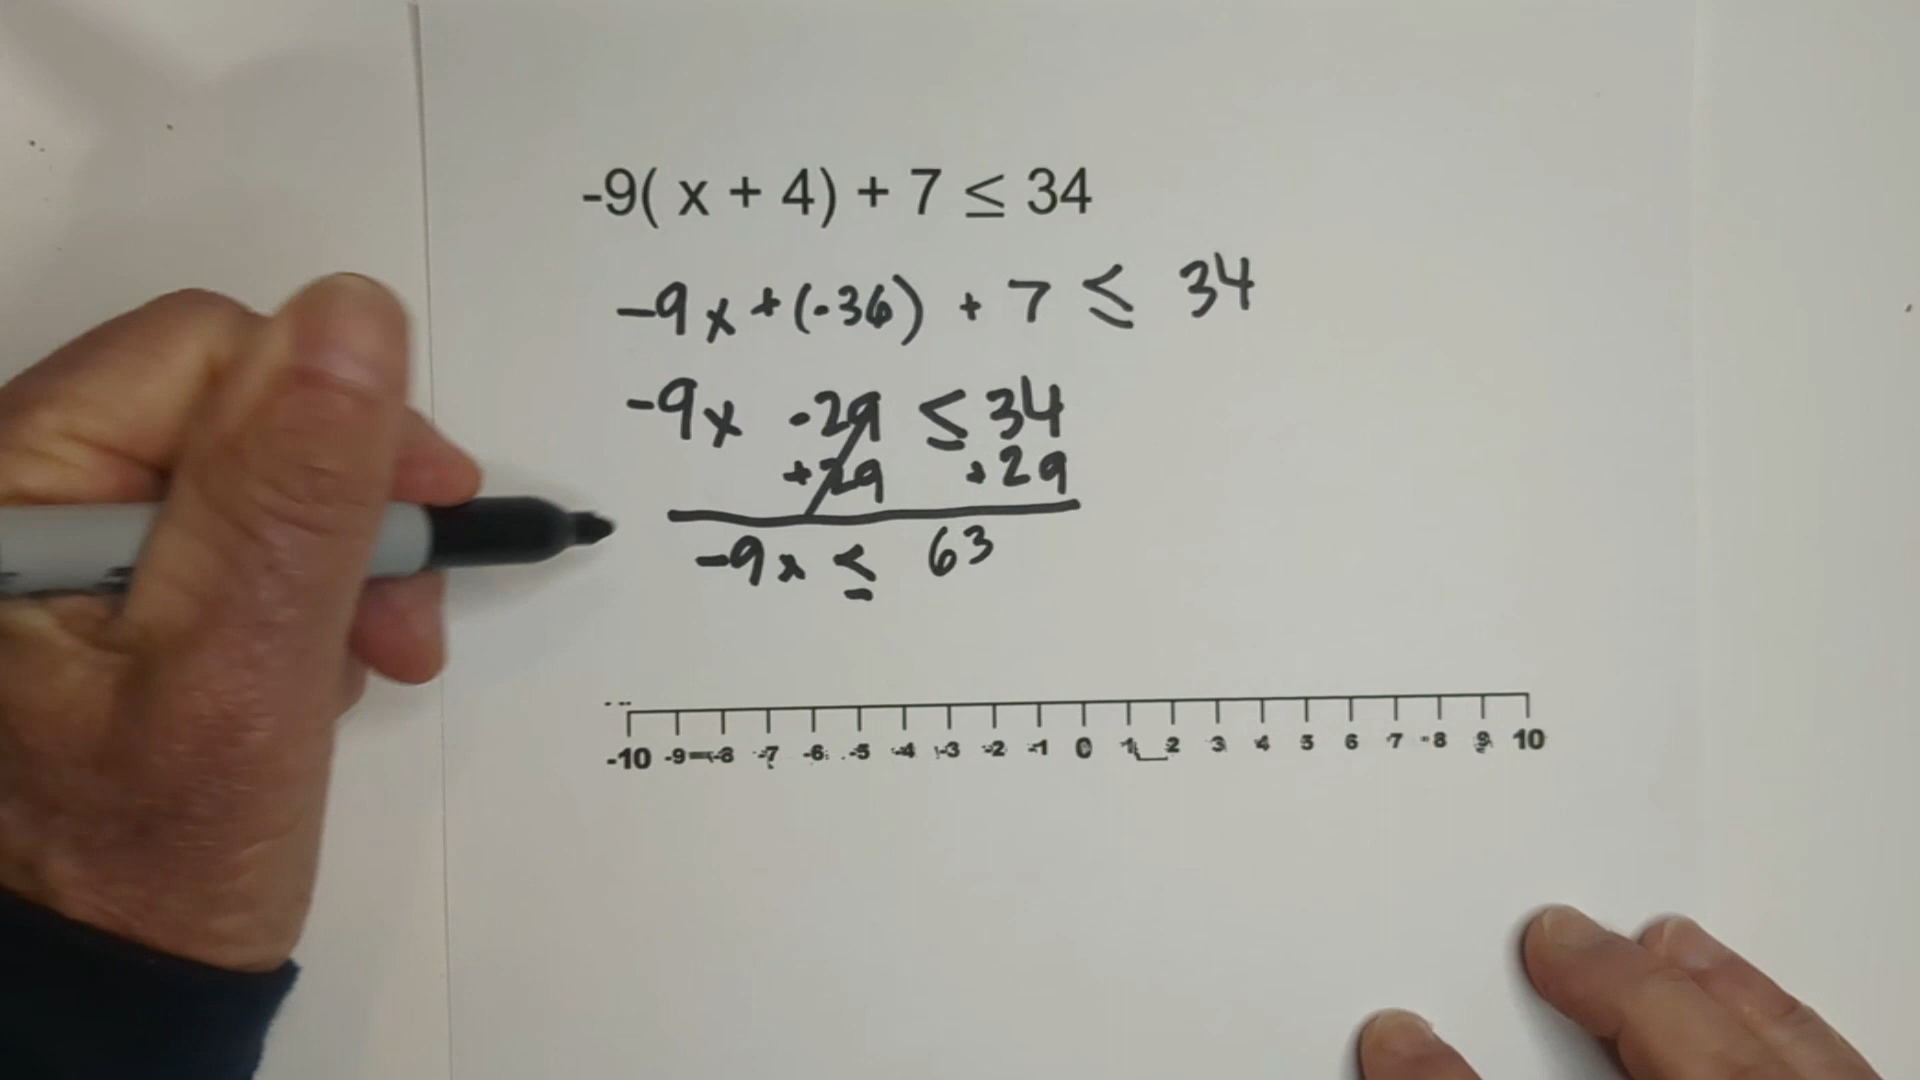 -9( x + 4) + 7 ≤ 34
-9x + (-36) + 7 ≤ 34
-9x -29 ≤ 34
+29 +29
-9x ≤ 63
-10 -9 -8 -7 -6 -5 -4 -3 -2 -1 0 1 2 3 4 5 6 7 8 9 10